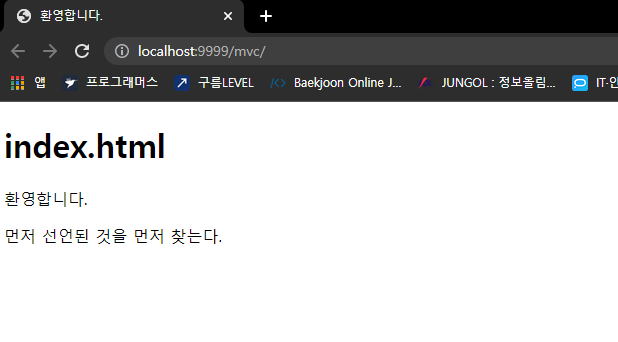 환영합니다.
localhost:9999/mvc/
앱 프로그래머스 구름LEVEL Baekjoon Online J... JUNGOL : 정보올림...
index.html
환영합니다.
먼저 선언된 것을 먼저 찾는다.